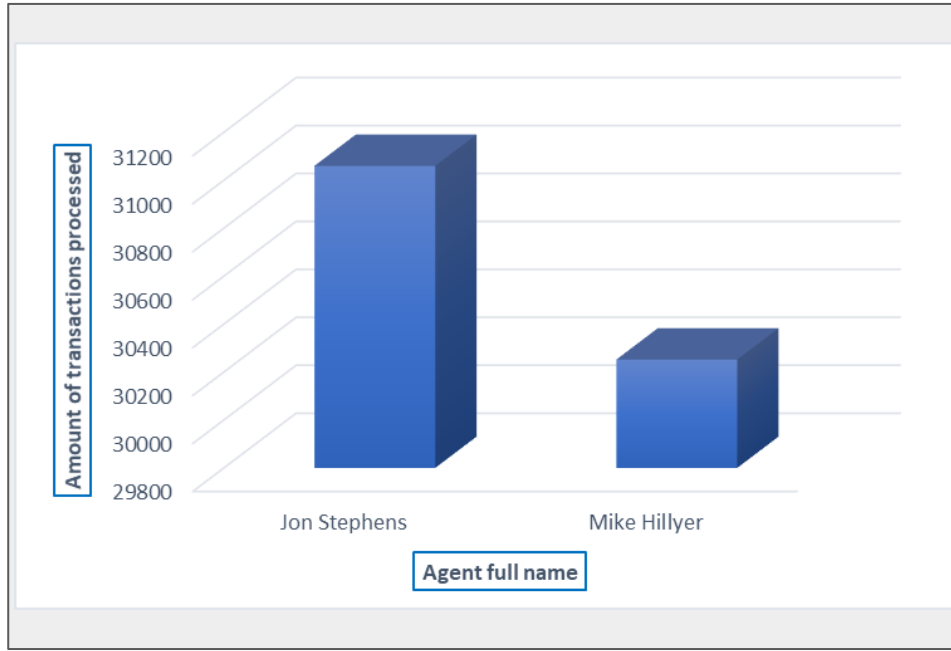 Amount of transactions processed
31200
31000
30800
30600
30400
30200
30000
29800
Jon Stephens
Mike Hillyer
Agent full name